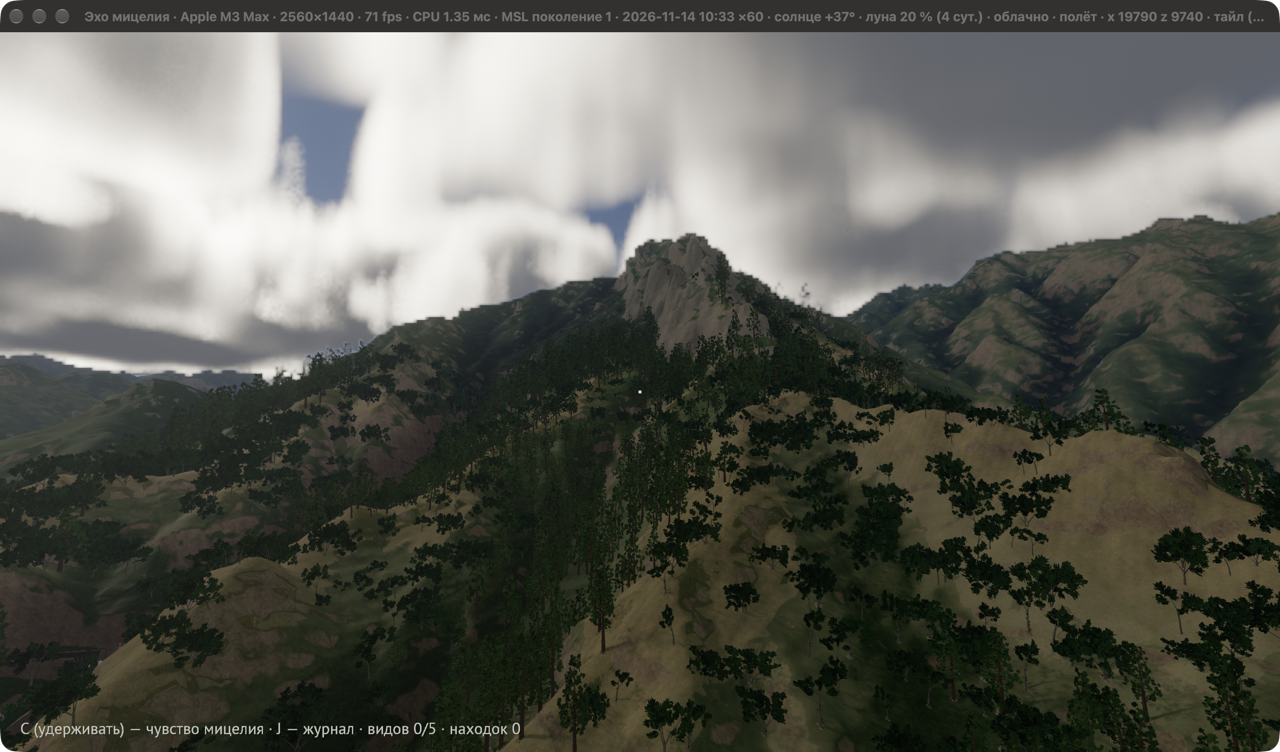 Эхо мицелия · Apple M3 Max · 2560×1440 · 71 fps · CPU 1.35 мс · MSL поколение 1 · 2026-11-14 10:33 ×60 · солнце +37° · луна 20 % (4 сут.) · облачно · полёт · x 19790 z 9740 · тайл (...
C (удерживать) — чувство мицелия · J — журнал · видов 0/5 · находок 0